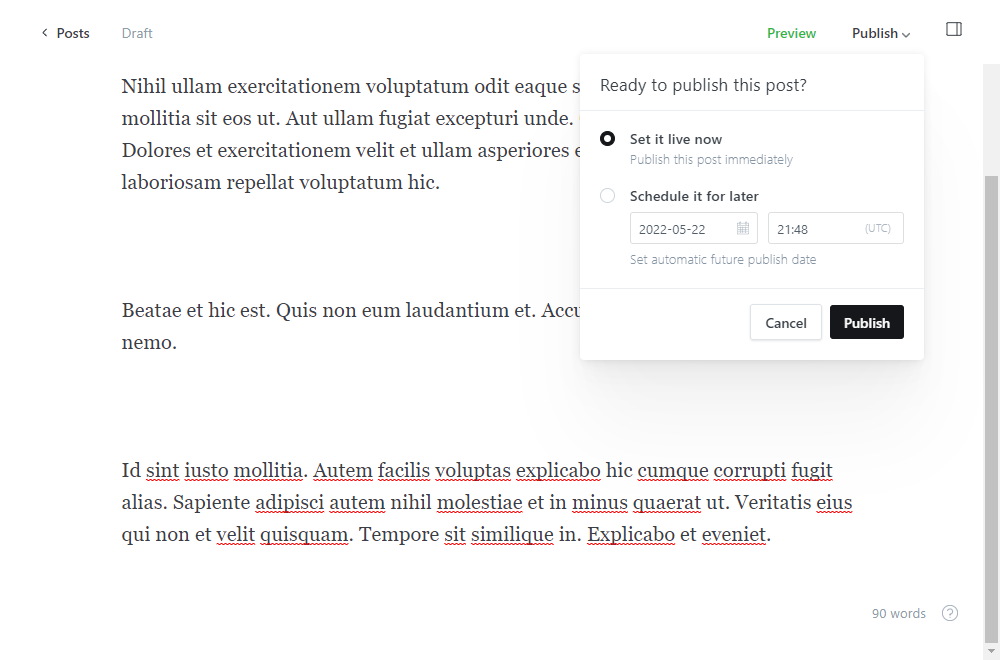 Posts
Draft
Preview
Publish
Nihil ullam exercitationem voluptatum odit eaque
mollitia sit eos ut. Aut ullam fugiat excepturi unde.
Dolores et exercitationem velit et ullam asperiores
laboriosam repellat voluptatum hic.
Ready to publish this post?
Set it live now
Publish this post immediately
Schedule it for later
2022-05-22
21:48 (UTC)
Set automatic future publish date
Cancel
Publish
Beatae et hic est. Quis non eum laudantium et.
nemo.
Id sint iusto mollitia. Autem facilis voluptas explicabo hic cumque corrupti fugit
alias. Sapiente adipisci autem nihil molestiae et in minus quaerat ut. Veritatis eius
qui non et velit quisquam. Tempore sit similique in. Explicabo et eveniet.
90 words
?